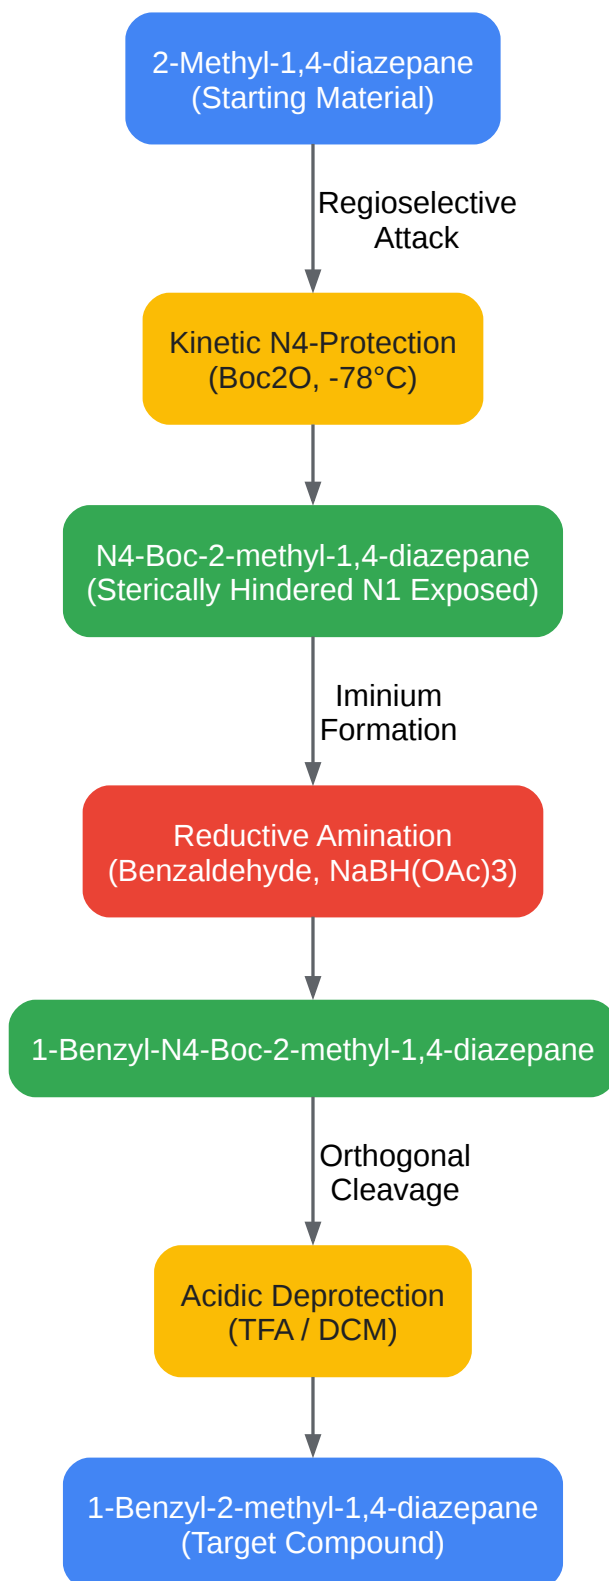 2-Methyl-1,4-diazepane
(Starting Material)
Regioselective
Attack
Kinetic N4-Protection
(Boc2O, -78°C)
N4-Boc-2-methyl-1,4-diazepane
(Sterically Hindered N1 Exposed)
Iminium
Formation
Reductive Amination
(Benzaldehyde, NaBH(OAc)3)
1-Benzyl-N4-Boc-2-methyl-1,4-diazepane
Orthogonal
Cleavage
Acidic Deprotection
(TFA / DCM)
1-Benzyl-2-methyl-1,4-diazepane
(Target Compound)